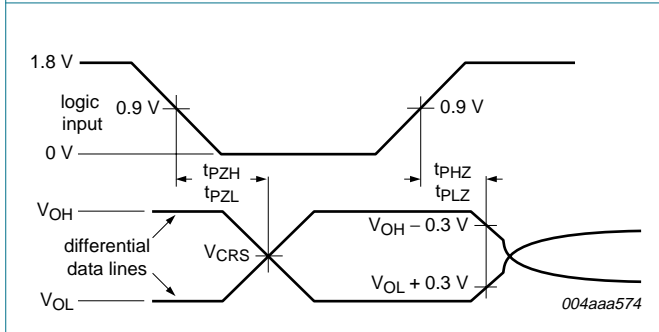 1.8 V
logic
input
0.9 V
0.9 V
0 V
tPZH
tPZL
tPHZ
tPLZ
VOH
VOH − 0.3 V
differential
data lines
VCRS
VOL + 0.3 V
VOL
004aaa574